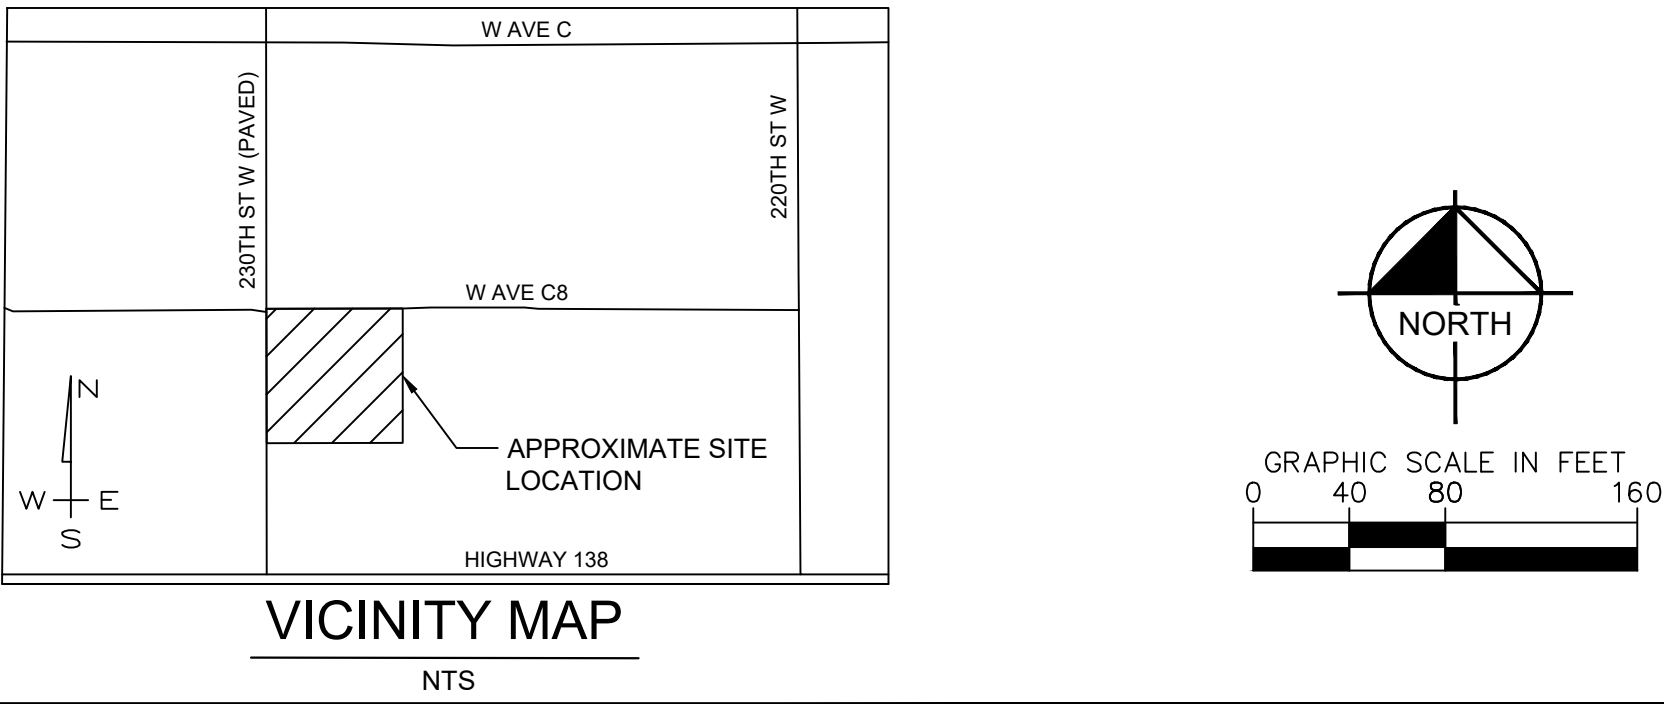 W AVE C
230TH ST W (PAVED)
220TH ST W
W AVE C8
N
W E
S
APPROXIMATE SITE
LOCATION
HIGHWAY 138
VICINITY MAP
NTS
NORTH
GRAPHIC SCALE IN FEET
0 40 80 160